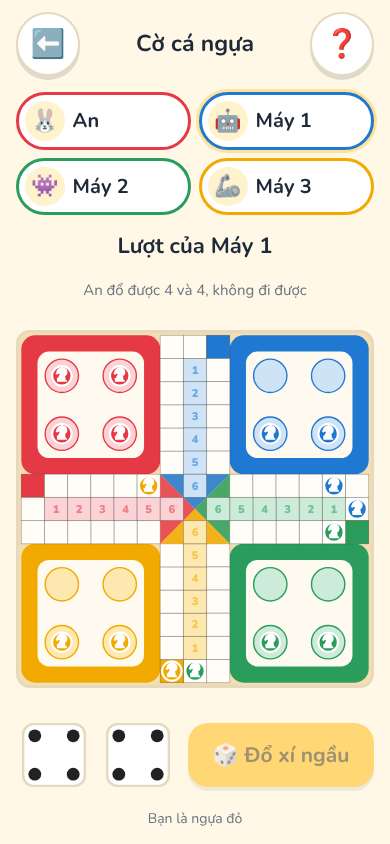 Cờ cá ngựa
An
Máy 1
Máy 2
Máy 3
Lượt của Máy 1
An đổ được 4 và 4, không đi được
1
2
3
4
5
6
1 2 3 4 5 6
6 5 4 3 2 1
6
5
4
3
2
1
Đổ xí ngầu
Bạn là ngựa đỏ